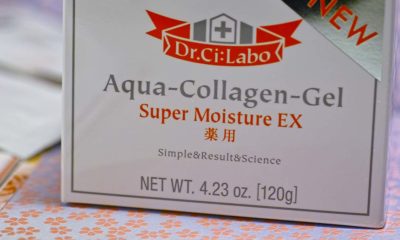 NEW
Dr.Ci:Labo
Aqua-Collagen-Gel
Super Moisture EX
薬用
Simple&Result&Science
NET WT. 4.23 oz. [120g]